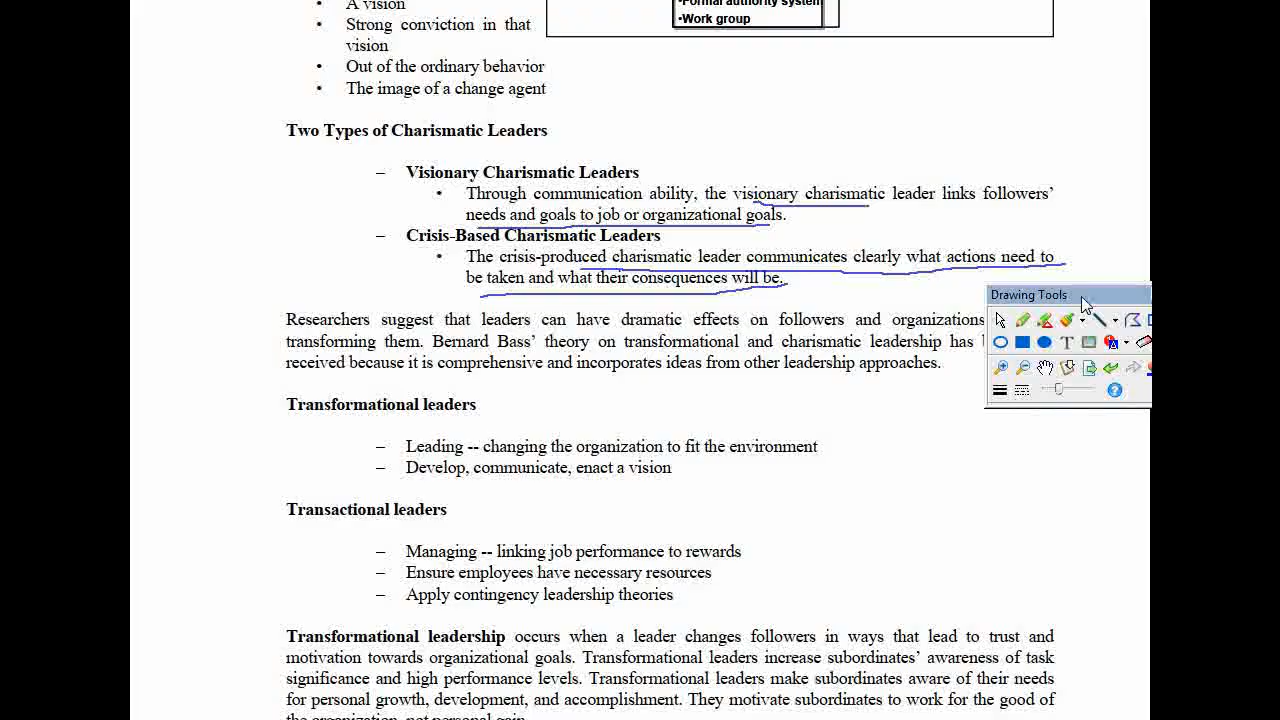 • A vision
• Strong conviction in that
vision
• Out of the ordinary behavior
• The image of a change agent
•Formal authority system
•Work group
Two Types of Charismatic Leaders
– Visionary Charismatic Leaders
• Through communication ability, the visionary charismatic leader links followers’
needs and goals to job or organizational goals.
– Crisis-Based Charismatic Leaders
• The crisis-produced charismatic leader communicates clearly what actions need to
be taken and what their consequences will be.
Drawing Tools
Researchers suggest that leaders can have dramatic effects on followers and organizations
transforming them. Bernard Bass’ theory on transformational and charismatic leadership has
received because it is comprehensive and incorporates ideas from other leadership approaches.
Transformational leaders
– Leading -- changing the organization to fit the environment
– Develop, communicate, enact a vision
Transactional leaders
– Managing -- linking job performance to rewards
– Ensure employees have necessary resources
– Apply contingency leadership theories
Transformational leadership occurs when a leader changes followers in ways that lead to trust and
motivation towards organizational goals. Transformational leaders increase subordinates’ awareness of task
significance and high performance levels. Transformational leaders make subordinates aware of their needs
for personal growth, development, and accomplishment. They motivate subordinates to work for the good of
the organization, not personal gain.